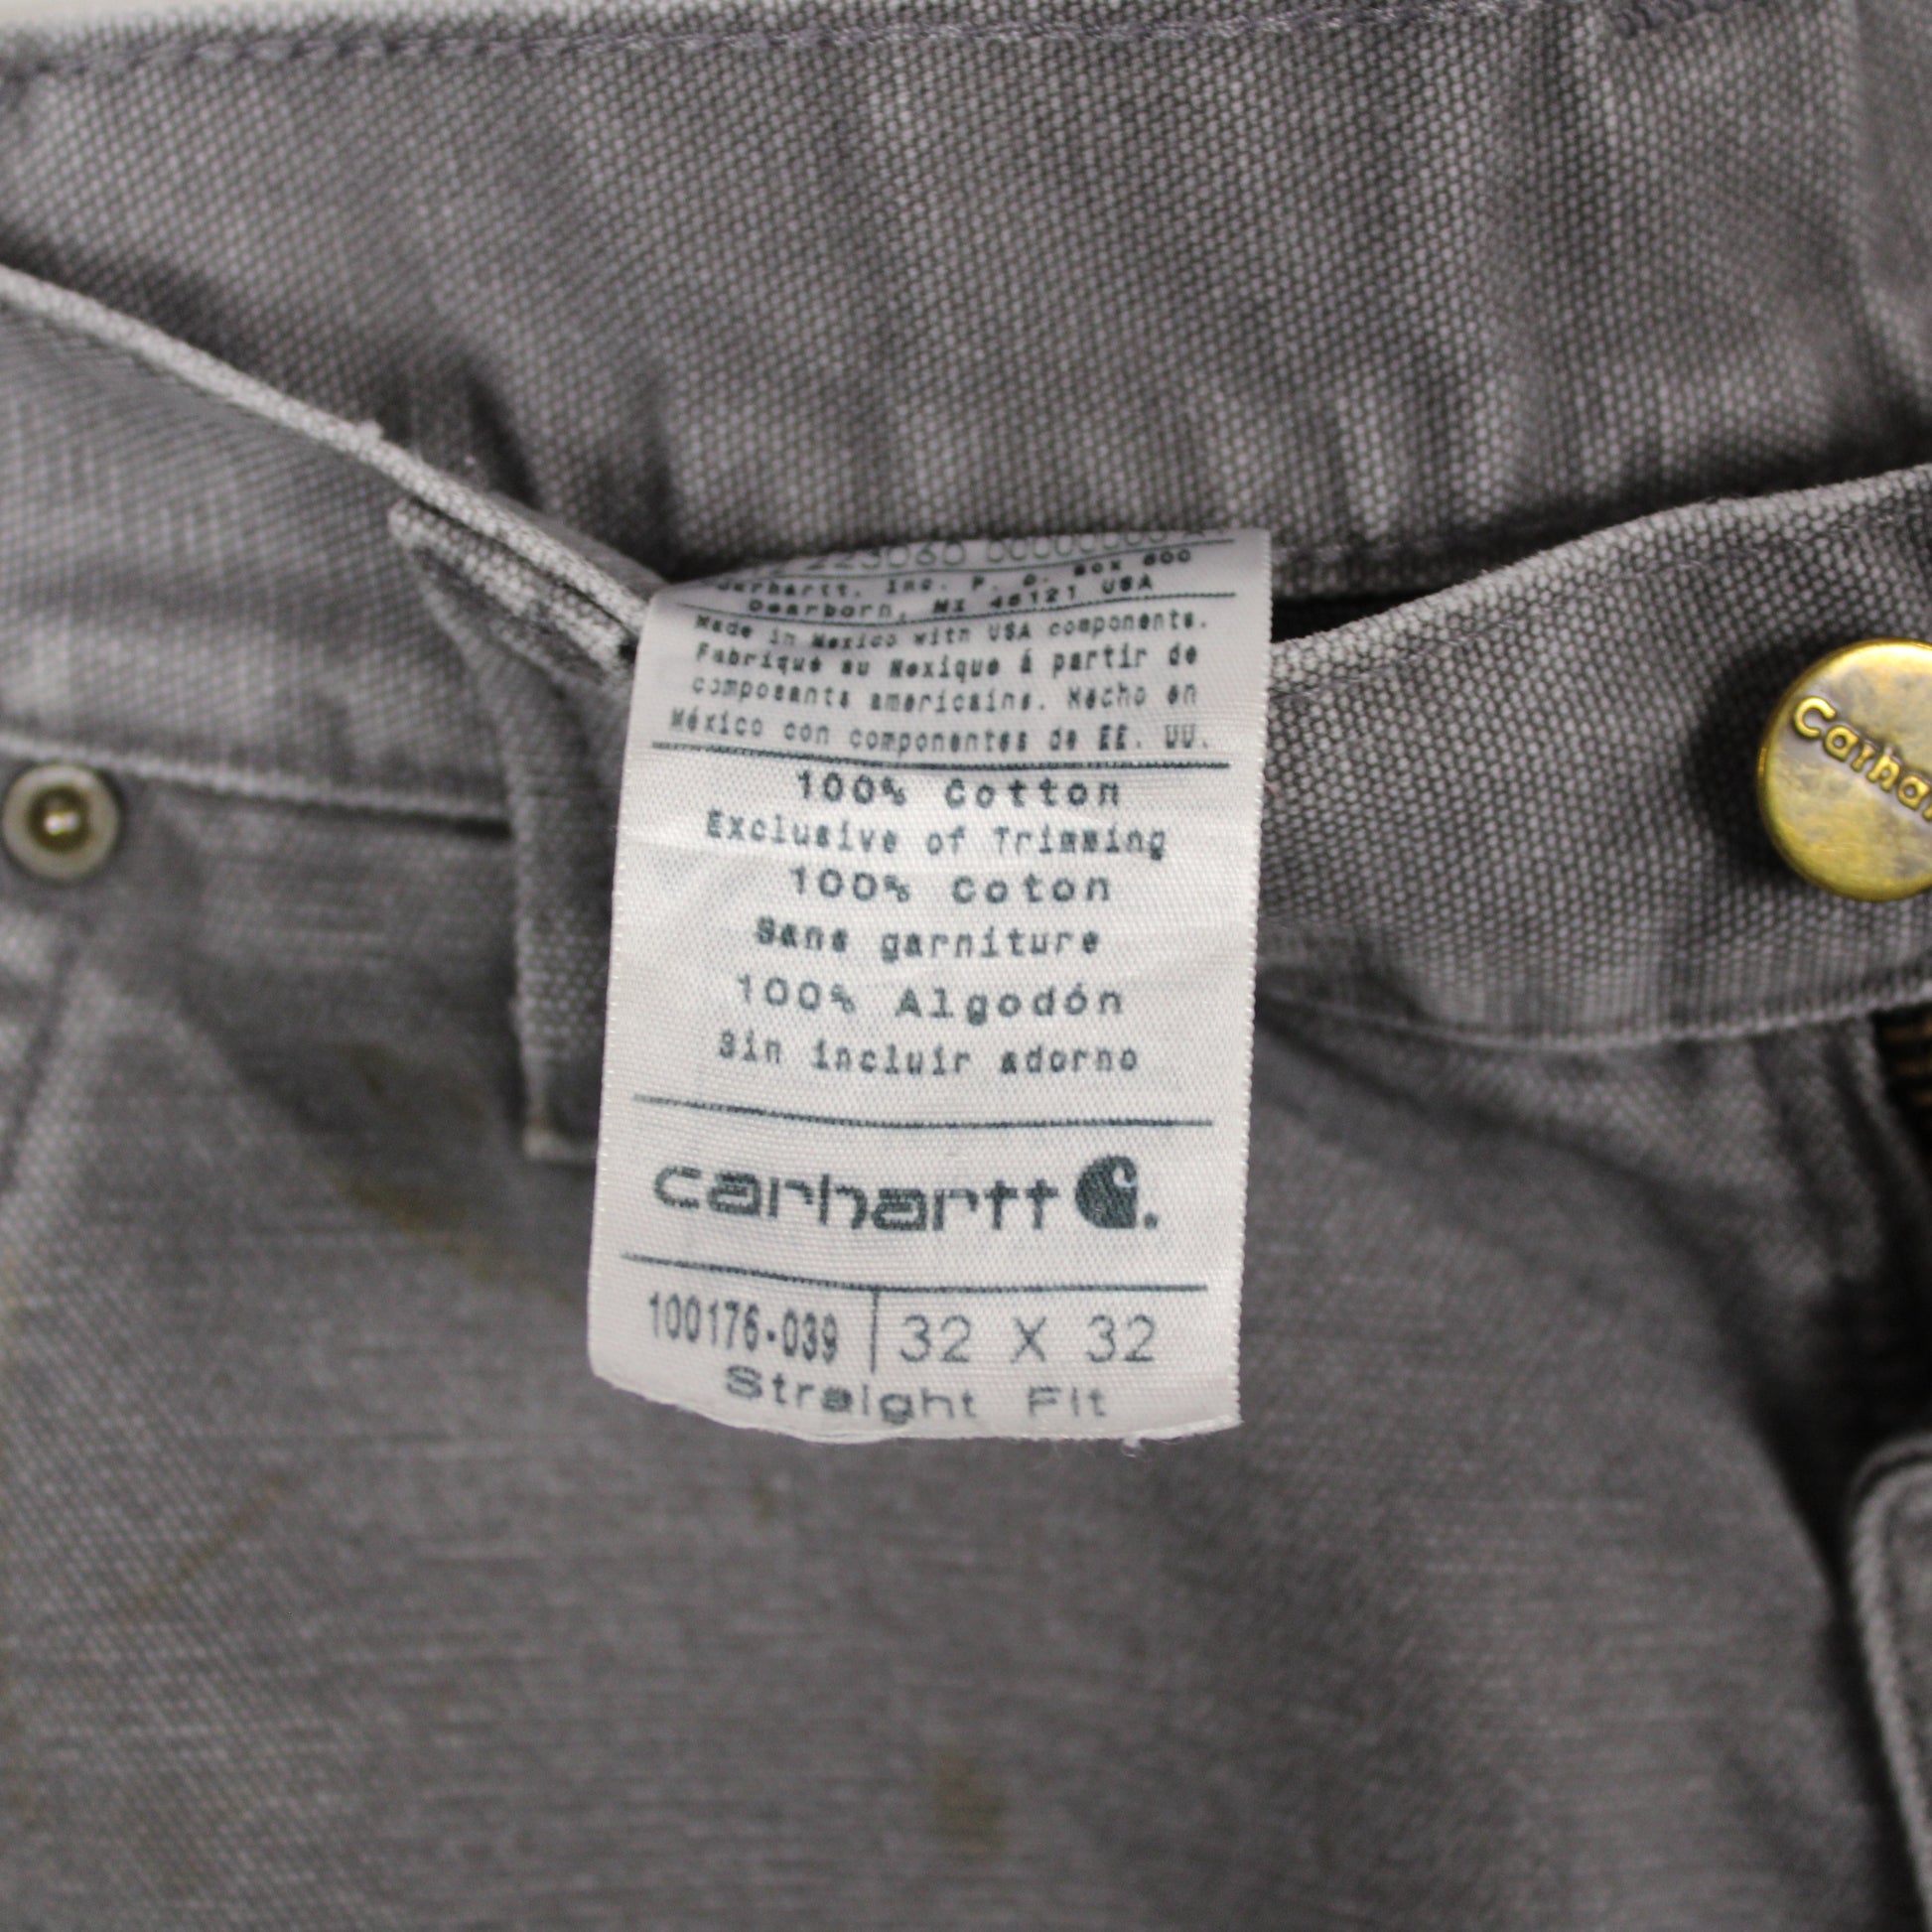 Carhartt, Inc. P. O. Box 600
Dearborn, MI 48121 USA
Made in Mexico with USA components.
Fabriqué au Mexique á partir de
composants americains. Hecho en
México con componentes de EE. UU.
100% Cotton
Exclusive of Trimming
100% Coton
Sans garniture
100% Algodón
Sin incluir adorno
carhartt
100176-039 32 X 32
Straight Fit
Carha